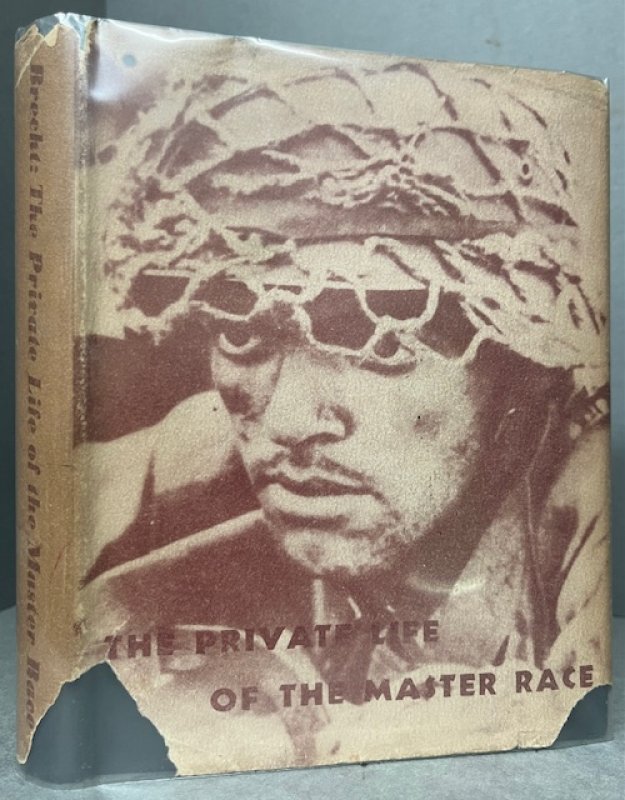 Brecht: The Private Life of the Master Race
THE PRIVATE LIFE
OF THE MASTER RACE